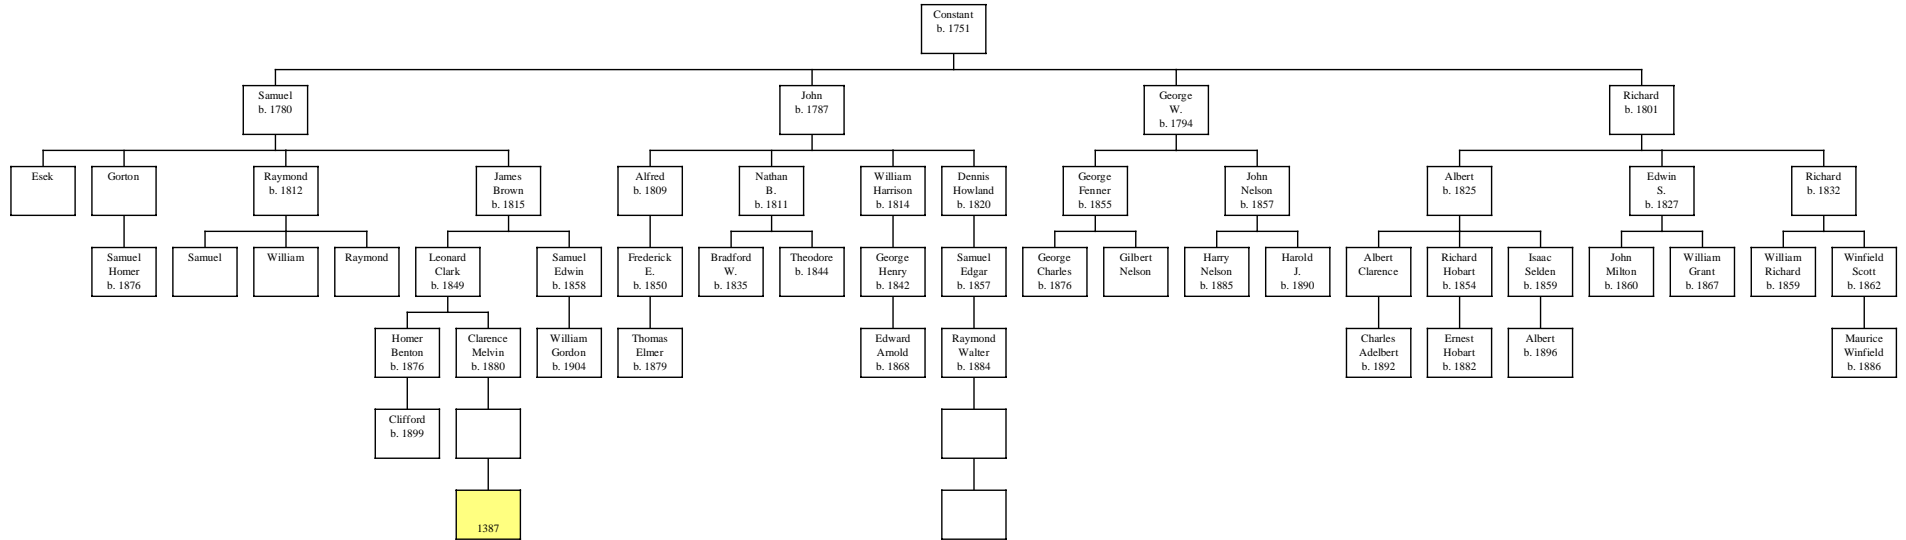 Constant
b. 1751
Samuel
b. 1780
John
b. 1787
George
W.
b. 1794
Richard
b. 1801
Esek
Gorton
Raymond
b. 1812
James
Brown
b. 1815
Alfred
b. 1809
Nathan
B.
b. 1811
William
Harrison
b. 1814
Dennis
Howland
b. 1820
George
Fenner
b. 1855
John
Nelson
b. 1857
Albert
b. 1825
Edwin
S.
b. 1827
Richard
b. 1832
Samuel
Homer
b. 1876
Samuel
William
Raymond
Leonard
Clark
b. 1849
Samuel
Edwin
b. 1858
Frederick
E.
b. 1850
Bradford
W.
b. 1835
Theodore
b. 1844
George
Henry
b. 1842
Samuel
Edgar
b. 1857
George
Charles
b. 1876
Gilbert
Nelson
Harry
Nelson
b. 1885
Harold
J.
b. 1890
Albert
Clarence
Richard
Hobart
b. 1854
Isaac
Selden
b. 1859
John
Milton
b. 1860
William
Grant
b. 1867
William
Richard
b. 1859
Winfield
Scott
b. 1862
Homer
Benton
b. 1876
Clarence
Melvin
b. 1880
William
Gordon
b. 1904
Thomas
Elmer
b. 1879
Edward
Arnold
b. 1868
Raymond
Walter
b. 1884
Charles
Adelbert
b. 1892
Ernest
Hobart
b. 1882
Albert
b. 1896
Maurice
Winfield
b. 1886
Clifford
b. 1899
1387